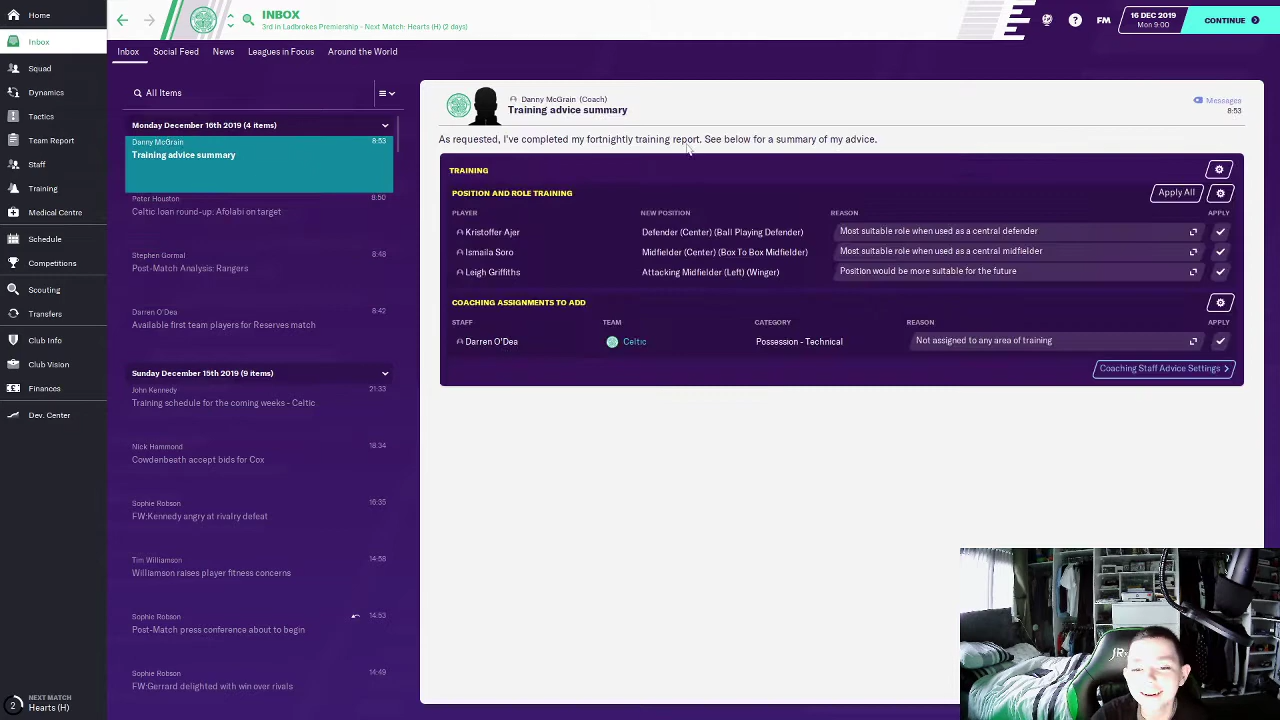 INBOX
3rd in Ladbrokes Premiership - Next Match: Hearts (H) (2 days)
FM
16 DEC 2019
Mon 9:00
CONTINUE
Inbox
Squad
Dynamics
Tactics
Team Report
Staff
Training
Medical Centre
Schedule
Competitions
Scouting
Transfers
Club Info
Club Vision
Finances
Dev. Center
2
NEXT MATCH
Hearts (H)
Inbox
Social Feed
News
Leagues in Focus
Around the World
All Items
Monday December 16th 2019 (4 items)
Danny McGrain 8:53
Training advice summary
Peter Houston 8:50
Celtic loan round-up: Afolabi on target
Stephen Gormal 8:48
Post-Match Analysis: Rangers
Darren O'Dea 8:42
Available first team players for Reserves match
Sunday December 15th 2019 (9 items)
John Kennedy 21:33
Training schedule for the coming weeks - Celtic
Nick Hammond 18:34
Cowdenbeath accept bids for Cox
Sophie Robson 16:35
FW:Kennedy angry at rivalry defeat
Tim Williamson 14:58
Williamson raises player fitness concerns
Sophie Robson 14:53
Post-Match press conference about to begin
Sophie Robson 14:49
FW:Gerrard delighted with win over rivals
Danny McGrain (Coach)
Training advice summary
Messages
8:53
As requested, I've completed my fortnightly training report. See below for a summary of my advice.
TRAINING
POSITION AND ROLE TRAINING
Apply All
PLAYER NEW POSITION REASON APPLY
Kristoffer Ajer Defender (Center) (Ball Playing Defender) Most suitable role when used as a central defender
Ismaila Soro Midfielder (Center) (Box To Box Midfielder) Most suitable role when used as a central midfielder
Leigh Griffiths Attacking Midfielder (Left) (Winger) Position would be more suitable for the future
COACHING ASSIGNMENTS TO ADD
STAFF TEAM CATEGORY REASON APPLY
Darren O'Dea Celtic Possession - Technical Not assigned to any area of training
Coaching Staff Advice Settings